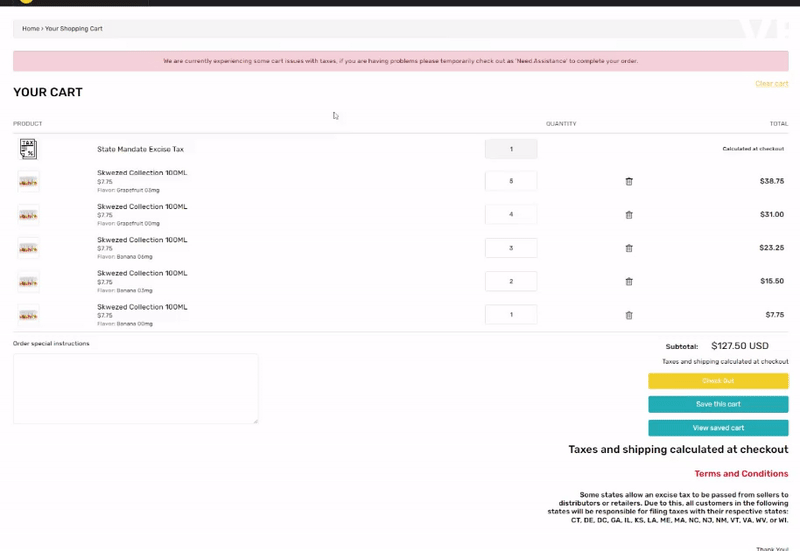 Home › Your Shopping Cart
We are currently experiencing some cart issues with taxes, if you are having problems please temporarily check out as 'Need Assistance' to complete your order.
Clear cart
YOUR CART
PRODUCT QUANTITY TOTAL
TAX
%
State Mandate Excise Tax 1 Calculated at checkout
Skwezed Collection 100ML
$7.75 5 $38.75
Flavor: Grapefruit 03mg
Skwezed Collection 100ML
$7.75 4 $31.00
Flavor: Grapefruit 00mg
Skwezed Collection 100ML
$7.75 3 $23.25
Flavor: Banana 06mg
Skwezed Collection 100ML
$7.75 2 $15.50
Flavor: Banana 03mg
Skwezed Collection 100ML
$7.75 1 $7.75
Flavor: Banana 00mg
Order special instructions
Subtotal: $127.50 USD
Taxes and shipping calculated at checkout
Check Out
Save this cart
View saved cart
Taxes and shipping calculated at checkout
Terms and Conditions
Some states allow an excise tax to be passed from sellers to
distributors or retailers. Due to this, all customers in the following
states will be responsible for filing taxes with their respective states:
CT, DE, DC, GA, IL, KS, LA, ME, MA, NC, NJ, NM, VT, VA, WV, or WI.
Thank You!